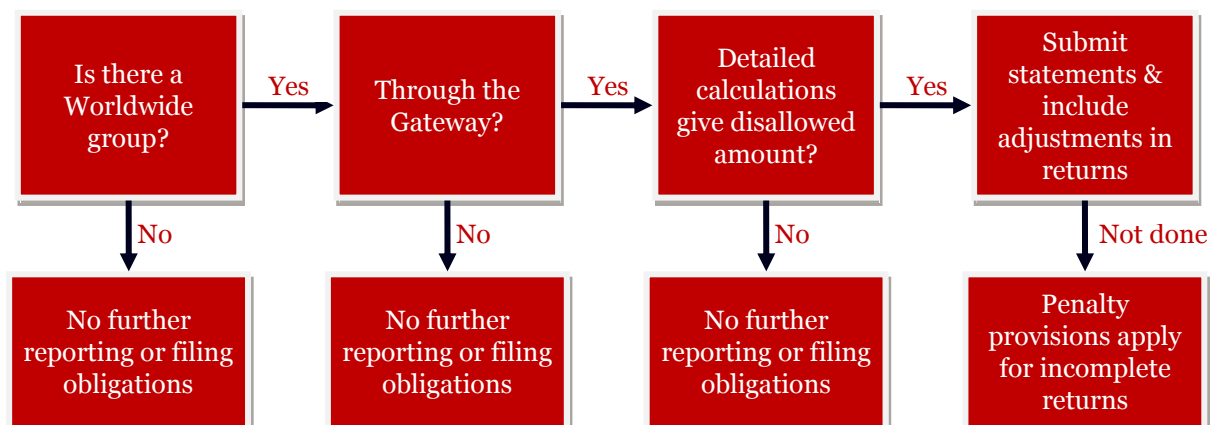 Is there a
Worldwide
group?
Yes
Through the
Gateway?
Yes
Detailed
calculations
give disallowed
amount?
Yes
Submit
statements &
include
adjustments in
returns
No
No
No
Not done
No further
reporting or filing
obligations
No further
reporting or filing
obligations
No further
reporting or filing
obligations
Penalty
provisions apply
for incomplete
returns